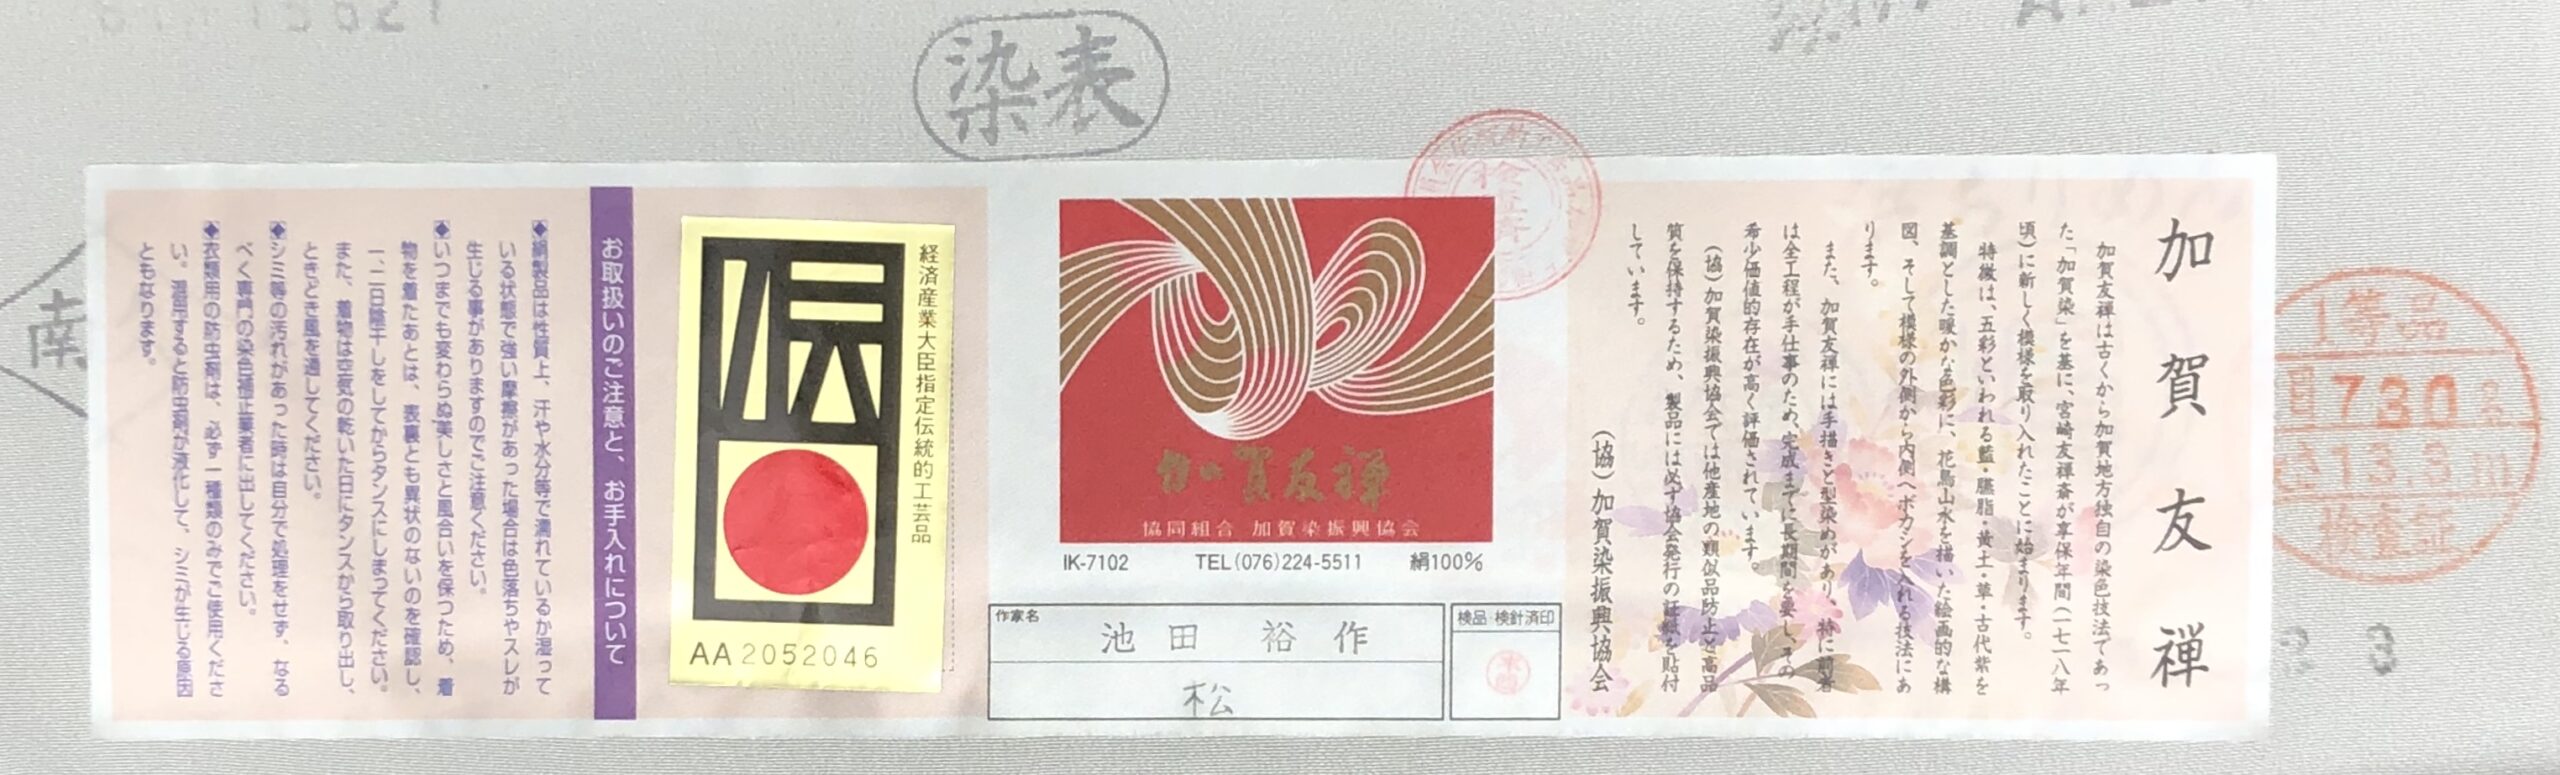 染表
加賀友禅
加賀友禅は古くから加賀地方独自の染色技法であっ
た「加賀染」を基に、宮崎友禅斎が享保年間(一七一八年
頃)に新しく模様を取り入れたことに始まります。
特徴は、五彩といわれる藍・臙脂・黄土・草・古代紫を
基調とした暖かな色彩に、花鳥山水を描いた絵画的な構
図、そして模様の外側から内側へボカシを入れる技法にあ
ります。
また、加賀友禅には手描きと型染めがあり、特に前者
は全工程が手仕事のため、完成までに長期間を要し、その
希少価値的存在が高く評価されています。
(協)加賀染振興協会では他産地の類似品防止と高品
質を保持するため、製品には必ず協会発行の証紙を貼付
しています。
(協)加賀染振興協会
加賀友禅
協同組合 加賀染振興協会
IK-7102 TEL(076)224-5511 絹100%
作家名
池田 裕作
松
検品・検針済印
経済産業大臣指定伝統的工芸品
伝
AA2052046
お取扱いのご注意と、お手入れについて
◆絹製品は性質上、汗や水分等で濡れているか湿って
いる状態で強い摩擦があった場合は色落ちやスレが
生じる事がありますのでご注意ください。
◆いつまでも変わらぬ美しさと風合いを保つため、着
物を着たあとは、表裏とも異状のないのを確認し、
一、二日陰干しをしてからタンスにしまってください。
また、着物は空気の乾いた日にタンスから取り出し、
ときどき風を通してください。
◆シミ等の汚れがあった時は自分で処理をせず、なる
べく専門の染色補正業者に出してください。
◆衣類用の防虫剤は、必ず一種類のみでご使用くださ
い。混用すると防虫剤が液化して、シミが生じる原因
ともなります。
南
1等品
730
13.3m
検査証
3